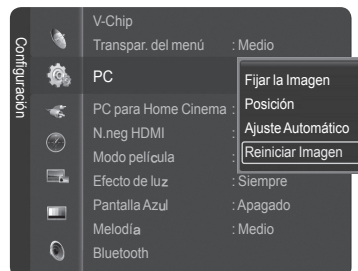 Configuración
V-Chip
Transpar. del menú : Medio
PC
PC para Home Cinema :
N.neg HDMI :
Modo película :
Efecto de luz : Siempre
Pantalla Azul : Apagado
Melodía : Medio
Bluetooth
Fijar la Imagen
Posición
Ajuste Automático
Reiniciar Imagen